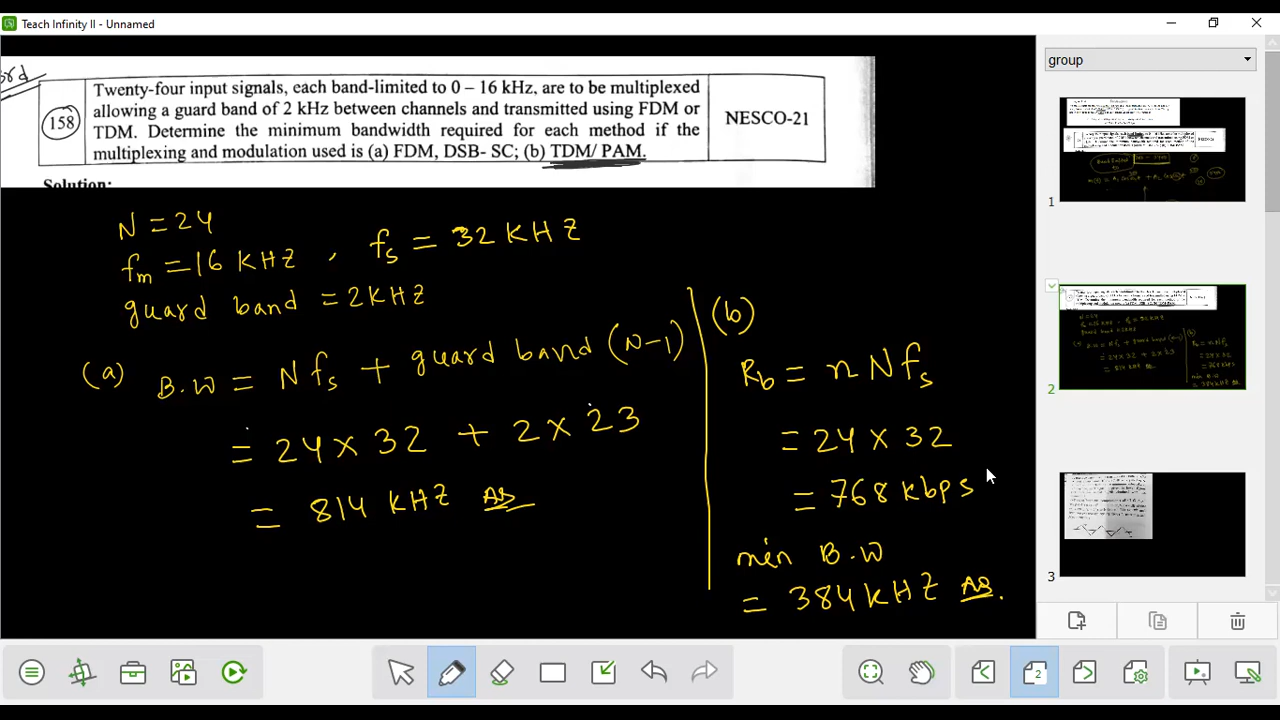 Teach Infinity II - Unnamed
158
Twenty-four input signals, each band-limited to 0 – 16 kHz, are to be multiplexed
allowing a guard band of 2 kHz between channels and transmitted using FDM or
TDM. Determine the minimum bandwidth required for each method if the
multiplexing and modulation used is (a) FDM, DSB- SC; (b) TDM/ PAM.
NESCO-21
Solution:
N = 24
fm = 16 KHZ , fs = 32 KHZ
guard band = 2KHZ
(a) B.W = Nfs + guard band (N-1)
= 24 x 32 + 2 x 23
= 814 KHZ As
(b)
Rb = n N fs
= 24 x 32
= 768 kbps
min B.W
= 384 KHZ As.
group
1
2
3
2